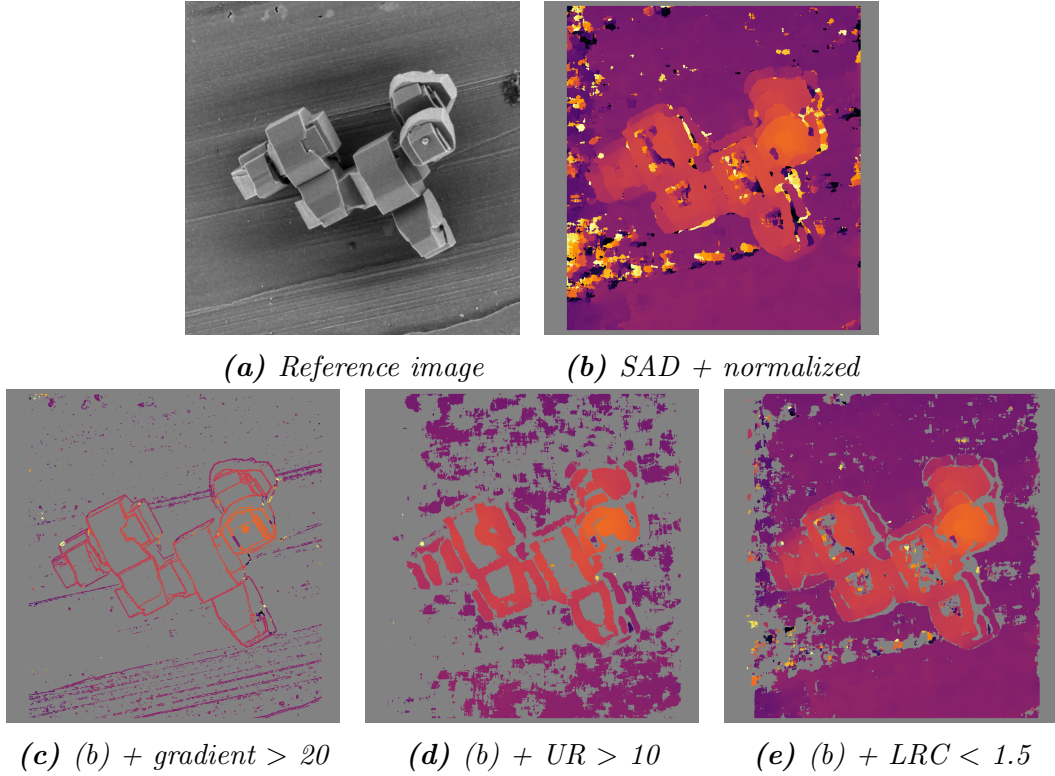 (a) Reference image
(b) SAD + normalized
(c) (b) + gradient > 20
(d) (b) + UR > 10
(e) (b) + LRC < 1.5